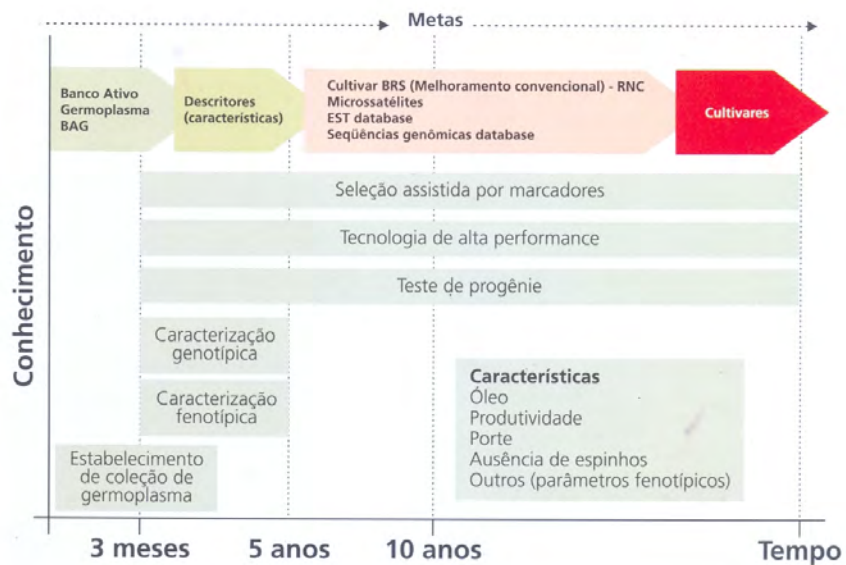 Metas
Banco Ativo
Germoplasma
BAG
Descritores
(características)
Cultivar BRS (Melhoramento convencional) - RNC
Microssatélites
EST database
Seqüências genômicas database
Cultivares
Seleção assistida por marcadores
Tecnologia de alta performance
Teste de progênie
Caracterização
genotípica
Caracterização
fenotípica
Estabelecimento
de coleção de
germoplasma
Características
Óleo
Produtividade
Porte
Ausência de espinhos
Outros (parâmetros fenotípicos)
Conhecimento
3 meses
5 anos
10 anos
Tempo